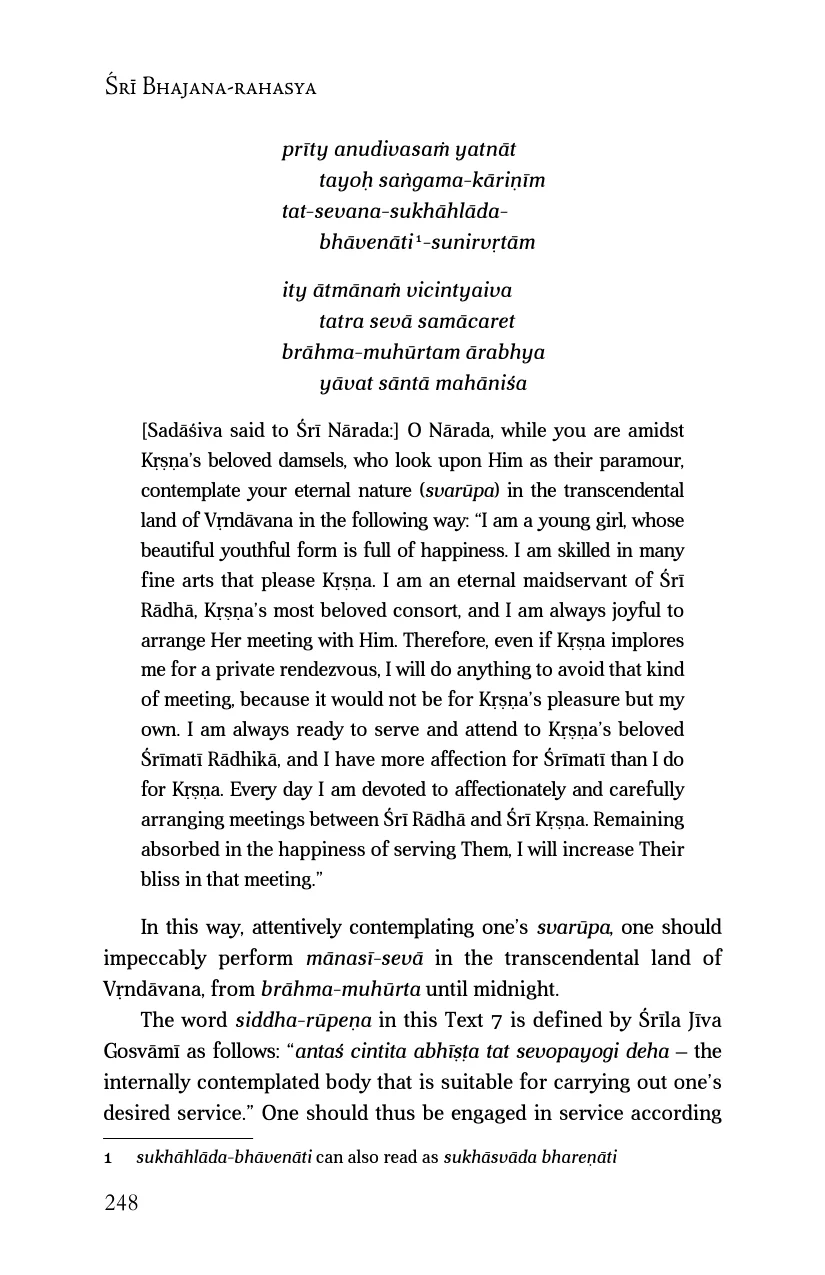 Śrī Bhajana-rahasya
prīty anudivasaṁ yatnāt
tayoḥ saṅgama-kāriṇīm
tat-sevana-sukhāhlāda-
bhāvenāti¹-sunirvṛtām
ity ātmānaṁ vicintyaiva
tatra sevā samācaret
brāhma-muhūrtam ārabhya
yāvat sāntā mahāniśa
[Sadāśiva said to Śrī Nārada:] O Nārada, while you are amidst
Kṛṣṇa’s beloved damsels, who look upon Him as their paramour,
contemplate your eternal nature (svarūpa) in the transcendental
land of Vṛndāvana in the following way: “I am a young girl, whose
beautiful youthful form is full of happiness. I am skilled in many
fine arts that please Kṛṣṇa. I am an eternal maidservant of Śrī
Rādhā, Kṛṣṇa’s most beloved consort, and I am always joyful to
arrange Her meeting with Him. Therefore, even if Kṛṣṇa implores
me for a private rendezvous, I will do anything to avoid that kind
of meeting, because it would not be for Kṛṣṇa’s pleasure but my
own. I am always ready to serve and attend to Kṛṣṇa’s beloved
Śrīmatī Rādhikā, and I have more affection for Śrīmatī than I do
for Kṛṣṇa. Every day I am devoted to affectionately and carefully
arranging meetings between Śrī Rādhā and Śrī Kṛṣṇa. Remaining
absorbed in the happiness of serving Them, I will increase Their
bliss in that meeting.”
In this way, attentively contemplating one’s svarūpa, one should
impeccably perform mānasī-sevā in the transcendental land of
Vṛndāvana, from brāhma-muhūrta until midnight.
The word siddha-rūpeṇa in this Text 7 is defined by Śrīla Jīva
Gosvāmī as follows: “antaś cintita abhīṣṭa tat sevopayogi deha – the
internally contemplated body that is suitable for carrying out one’s
desired service.” One should thus be engaged in service according
1 sukhāhlāda-bhāvenāti can also read as sukhāsvāda bhareṇāti
248